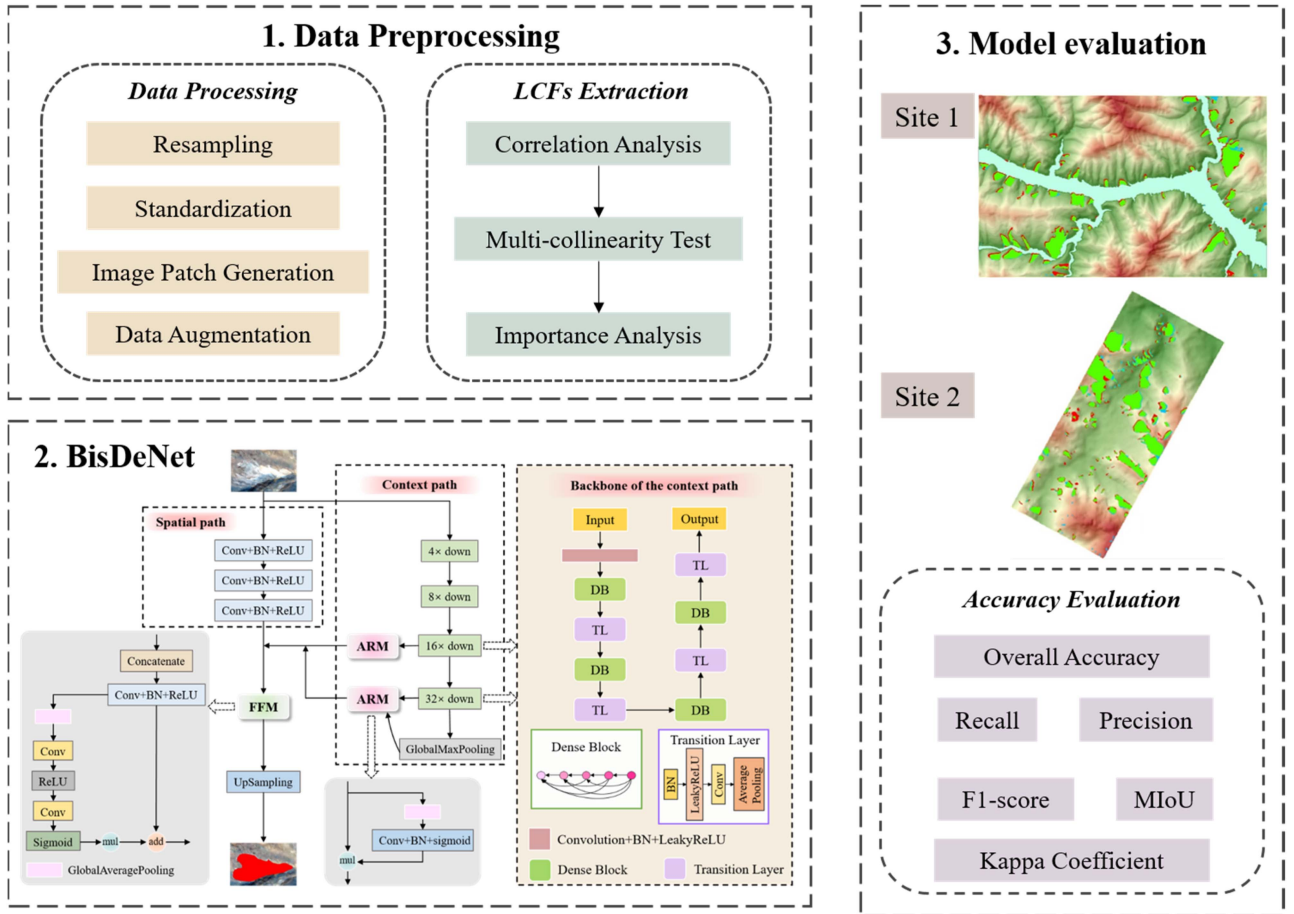 1. Data Preprocessing
Data Processing
Resampling
Standardization
Image Patch Generation
Data Augmentation
LCFs Extraction
Correlation Analysis
Multi-collinearity Test
Importance Analysis
2. BisDeNet
Spatial path
Conv+BN+ReLU
Conv+BN+ReLU
Conv+BN+ReLU
Context path
4× down
8× down
16× down
32× down
ARM
ARM
GlobalMaxPooling
FFM
UpSampling
Concatenate
Conv+BN+ReLU
Conv
ReLU
Conv
Sigmoid
mul
add
GlobalAveragePooling
Conv+BN+sigmoid
mul
Backbone of the context path
Input
DB
TL
DB
TL
Output
TL
DB
TL
DB
Dense Block
Transition Layer
BN
LeakyReLU
Conv
Average
Pooling
Convolution+BN+LeakyReLU
Dense Block
Transition Layer
3. Model evaluation
Site 1
Site 2
Accuracy Evaluation
Overall Accuracy
Recall
Precision
F1-score
MIoU
Kappa Coefficient